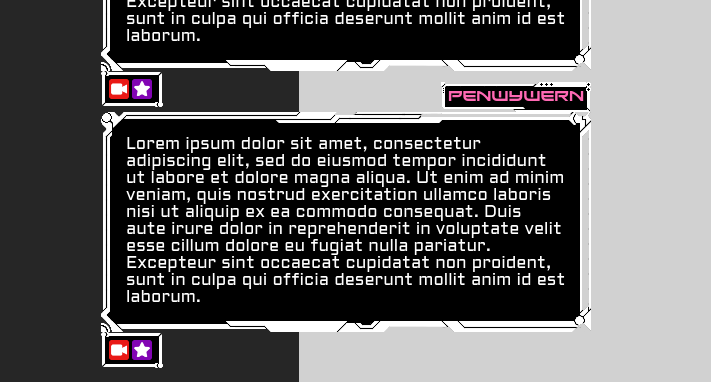 Excepteur sint occaecat cupidatat non proident,
sunt in culpa qui officia deserunt mollit anim id est
laborum.
PENWYWERN
Lorem ipsum dolor sit amet, consectetur
adipiscing elit, sed do eiusmod tempor incididunt
ut labore et dolore magna aliqua. Ut enim ad minim
veniam, quis nostrud exercitation ullamco laboris
nisi ut aliquip ex ea commodo consequat. Duis
aute irure dolor in reprehenderit in voluptate velit
esse cillum dolore eu fugiat nulla pariatur.
Excepteur sint occaecat cupidatat non proident,
sunt in culpa qui officia deserunt mollit anim id est
laborum.